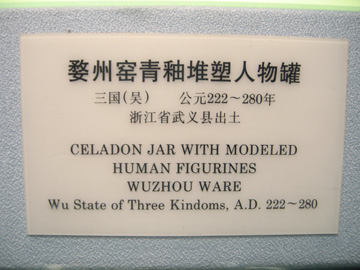 婺州窑青釉堆塑人物罐
三国(吴) 公元222～280年
浙江省武义县出土
CELADON JAR WITH MODELED
HUMAN FIGURINES
WUZHOU WARE
Wu State of Three Kindoms, A.D. 222～280